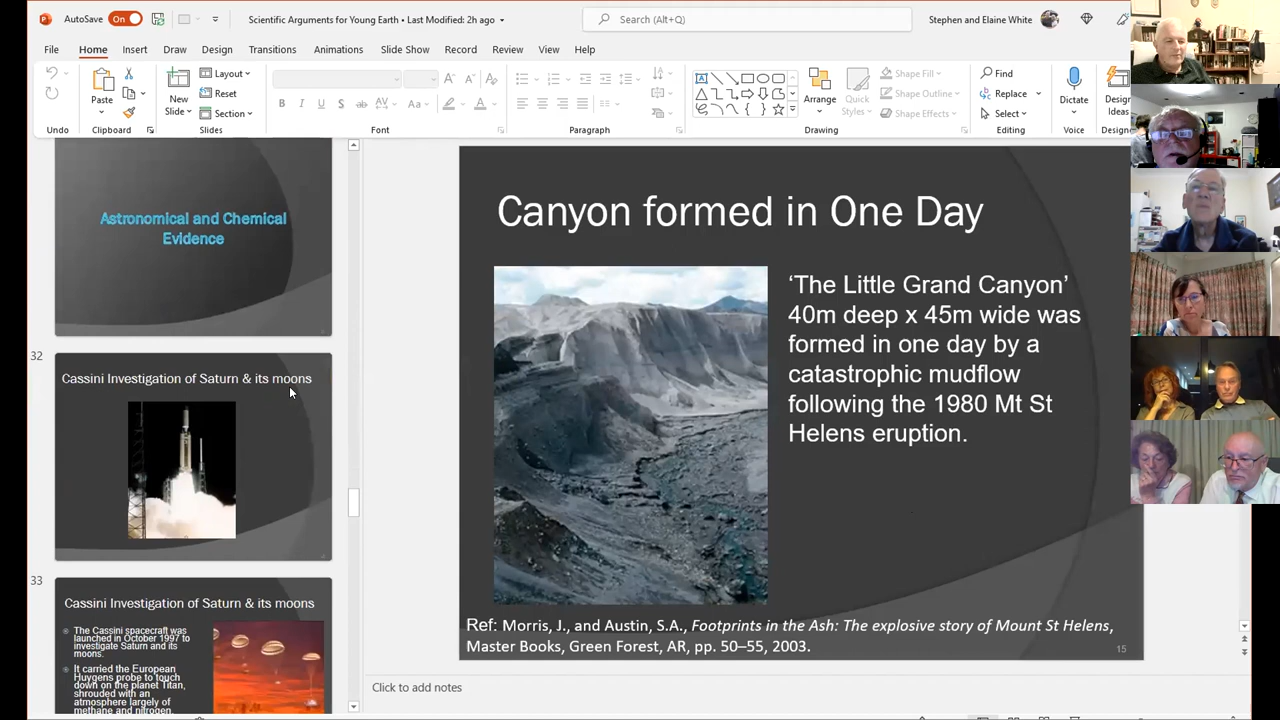 AutoSave On Scientific Arguments for Young Earth • Last Modified: 2h ago Search (Alt+Q) Stephen and Elaine White
File Home Insert Draw Design Transitions Animations Slide Show Record Review View Help
Paste
New
Slide
Layout
Reset
Section
B I U S ab AV Aa A
Arrange
Quick
Styles
Shape Fill
Shape Outline
Shape Effects
Find
Replace
Select
Dictate
Design
Ideas
Undo Clipboard Slides Font Paragraph Drawing Editing Voice Designe
Astronomical and Chemical
Evidence
32
Cassini Investigation of Saturn & its moons
33
Cassini Investigation of Saturn & its moons
The Cassini spacecraft was
launched in October 1997 to
investigate Saturn and its
moons.
It carried the European
Huygens probe to touch
down on the planet Titan,
shrouded with an
atmosphere largely of
methane and nitrogen.
Canyon formed in One Day
‘The Little Grand Canyon’
40m deep x 45m wide was
formed in one day by a
catastrophic mudflow
following the 1980 Mt St
Helens eruption.
Ref: Morris, J., and Austin, S.A., Footprints in the Ash: The explosive story of Mount St Helens,
Master Books, Green Forest, AR, pp. 50–55, 2003.
15
Click to add notes